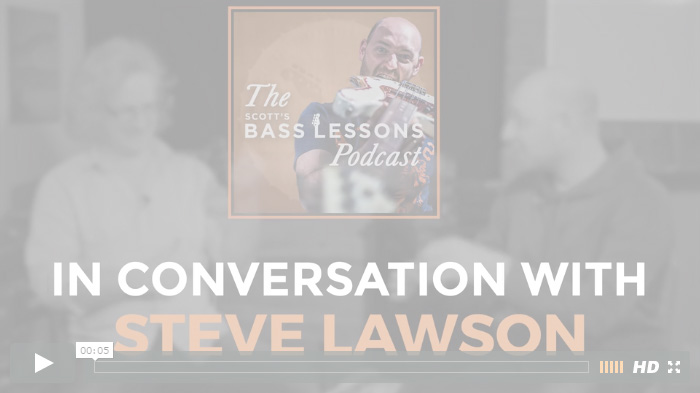 The
SCOTT'S
BASS LESSONS
Podcast
IN CONVERSATION WITH
STEVE LAWSON
00:05
HD